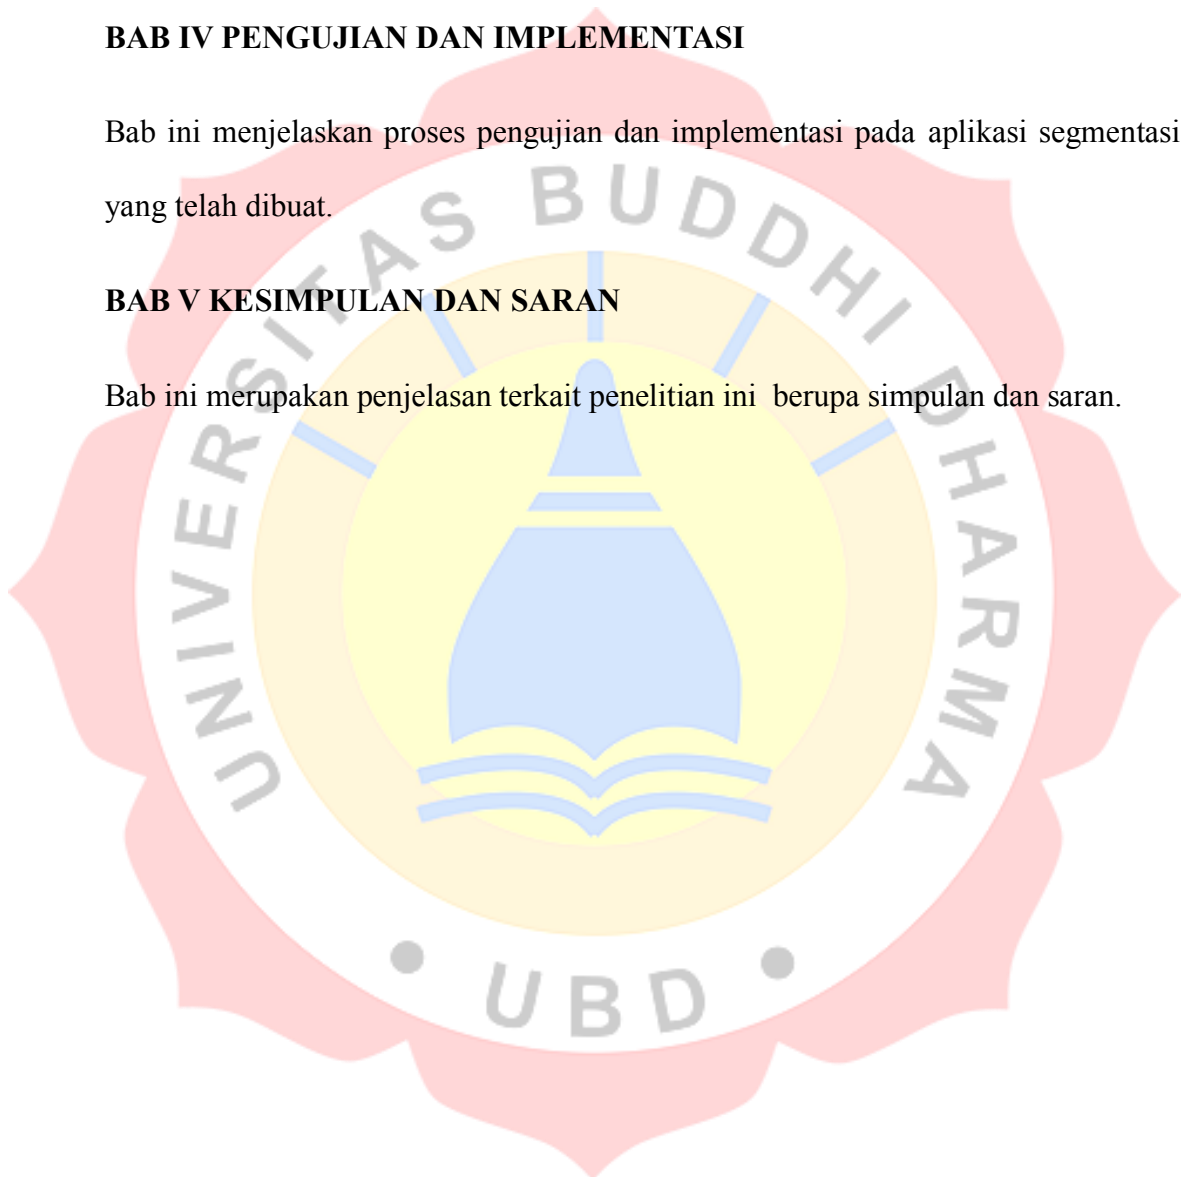 BAB IV PENGUJIAN DAN IMPLEMENTASI
Bab ini menjelaskan proses pengujian dan implementasi pada aplikasi segmentasi
yang telah dibuat.
BAB V KESIMPULAN DAN SARAN
Bab ini merupakan penjelasan terkait penelitian ini  berupa simpulan dan saran.
UNIVERSITAS BUDDHI DHARMA
• UBD •